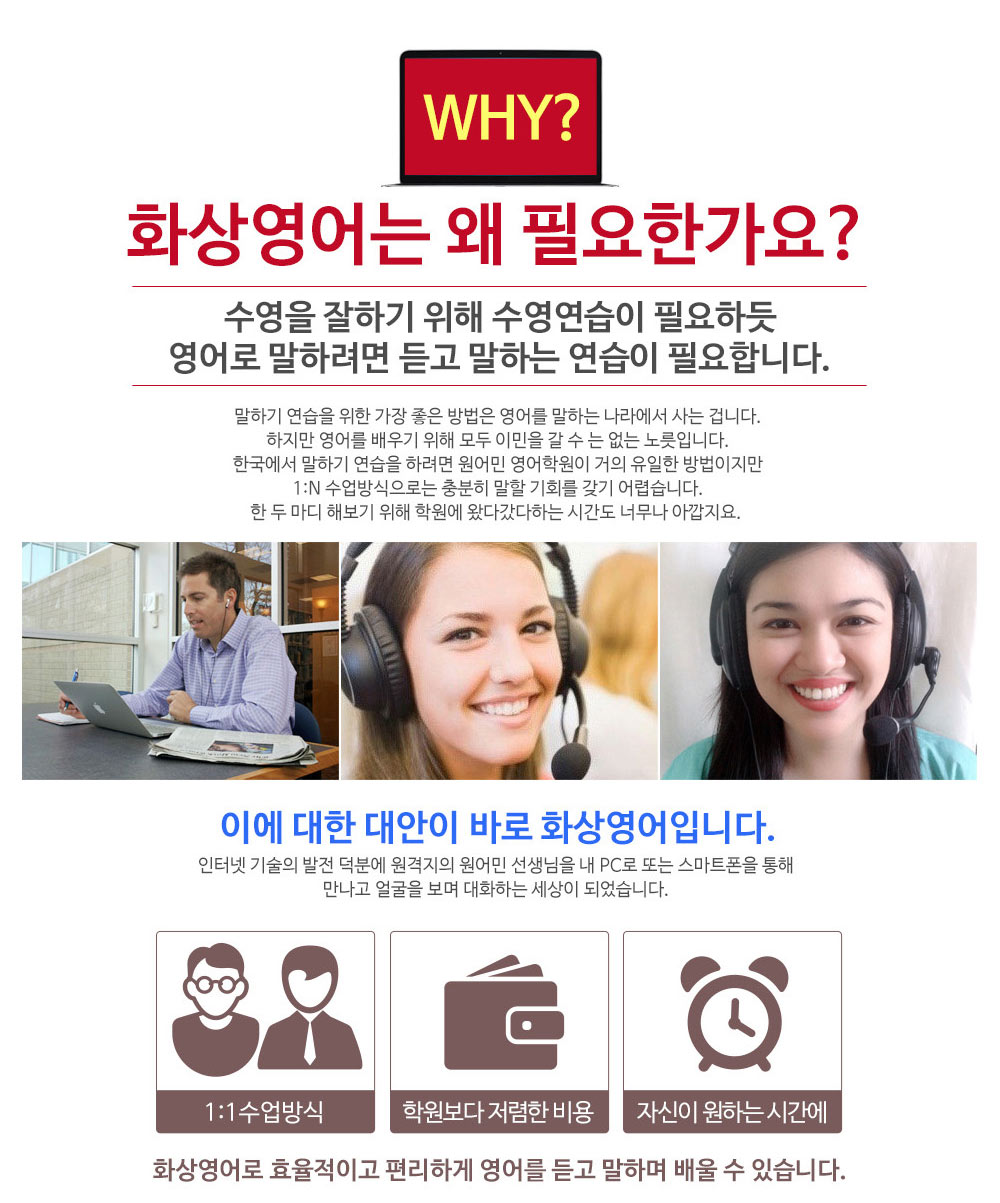 WHY?
화상영어는 왜 필요한가요?
수영을 잘하기 위해 수영연습이 필요하듯
영어로 말하려면 듣고 말하는 연습이 필요합니다.
말하기 연습을 위한 가장 좋은 방법은 영어를 말하는 나라에서 사는 겁니다.
하지만 영어를 배우기 위해 모두 이민을 갈 수 는 없는 노릇입니다.
한국에서 말하기 연습을 하려면 원어민 영어학원이 거의 유일한 방법이지만
1:N 수업방식으로는 충분히 말할 기회를 갖기 어렵습니다.
한 두 마디 해보기 위해 학원에 왔다갔다하는 시간도 너무나 아깝지요.
이에 대한 대안이 바로 화상영어입니다.
인터넷 기술의 발전 덕분에 원격지의 원어민 선생님을 내 PC로 또는 스마트폰을 통해
만나고 얼굴을 보며 대화하는 세상이 되었습니다.
1:1수업방식
학원보다 저렴한 비용
자신이 원하는 시간에
화상영어로 효율적이고 편리하게 영어를 듣고 말하며 배울 수 있습니다.